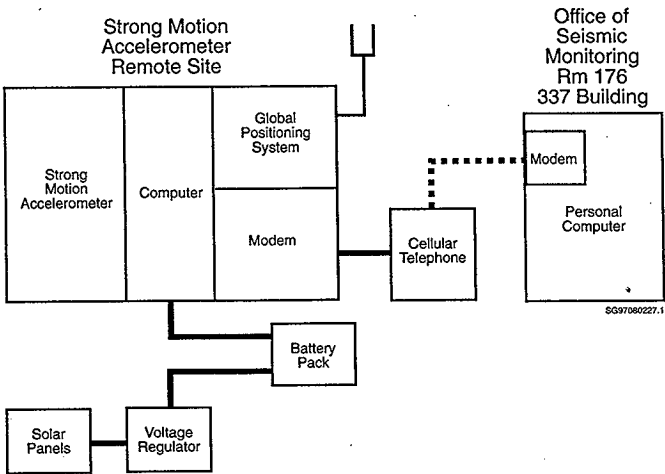 Strong Motion
Accelerometer
Remote Site
Office of
Seismic
Monitoring
Rm 176
337 Building
Strong
Motion
Accelerometer
Computer
Global
Positioning
System
Modem
Cellular
Telephone
Modem
Personal
Computer
SG97080227.1
Battery
Pack
Solar
Panels
Voltage
Regulator